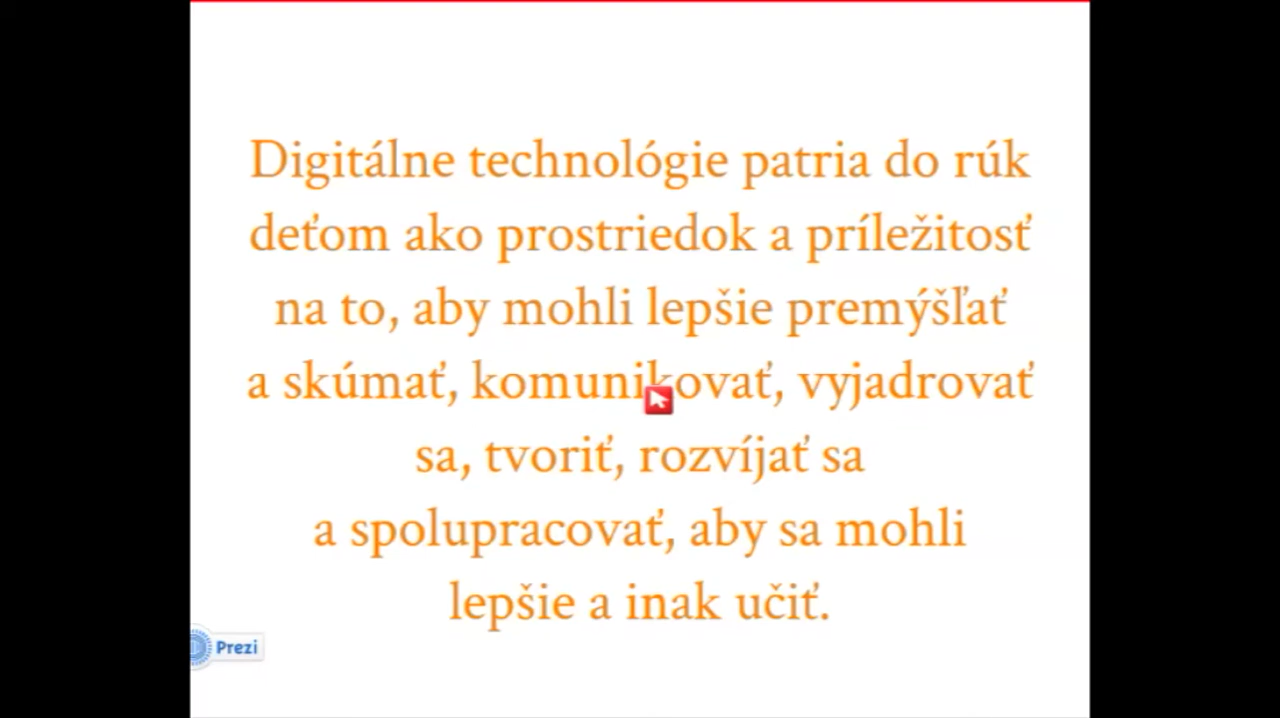 Digitálne technológie patria do rúk
deťom ako prostriedok a príležitosť
na to, aby mohli lepšie premýšľať
a skúmať, komunikovať, vyjadrovať
sa, tvoriť, rozvíjať sa
a spolupracovať, aby sa mohli
lepšie a inak učiť.
Prezi